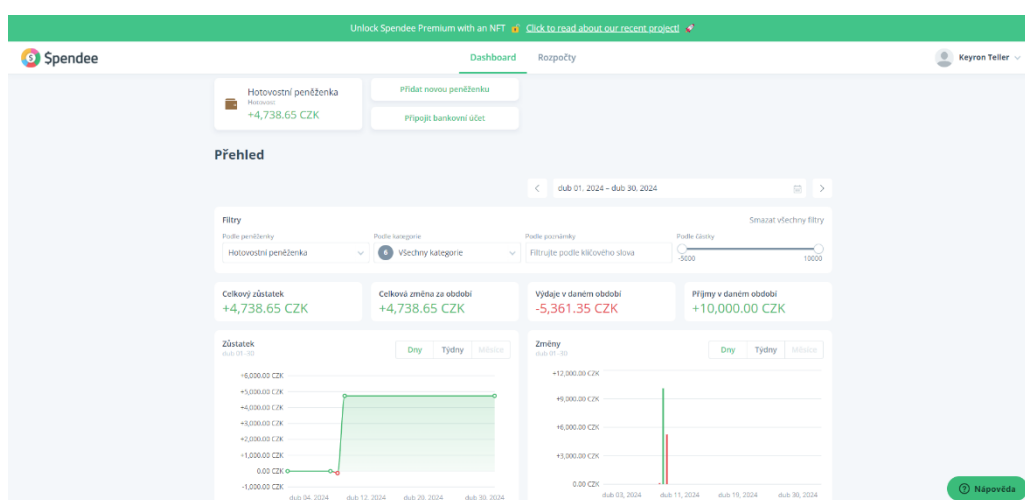 Unlock Spendee Premium with an NFT 🔓 Click to read about our recent project! 🚀
Spendee
Dashboard Rozpočty
Keyron Teller
Hotovostní peněženka
Hotovost
+4,738.65 CZK
Přidat novou peněženku
Připojit bankovní účet
Přehled
dub 01, 2024 – dub 30, 2024
Filtry
Smazat všechny filtry
Podle peněženky
Podle kategorie
Podle poznámky
Podle částky
Hotovostní peněženka
6 Všechny kategorie
Filtrujte podle klíčového slova
-5000 10000
Celkový zůstatek
+4,738.65 CZK
Celková změna za období
+4,738.65 CZK
Výdaje v daném období
-5,361.35 CZK
Příjmy v daném období
+10,000.00 CZK
Zůstatek
dub 01-30
Dny Týdny Měsíce
+6,000.00 CZK
+5,000.00 CZK
+4,000.00 CZK
+3,000.00 CZK
+2,000.00 CZK
+1,000.00 CZK
0.00 CZK
-1,000.00 CZK
dub 04, 2024 dub 12, 2024 dub 20, 2024 dub 30, 2024
Změny
dub 01-30
Dny Týdny Měsíce
+12,000.00 CZK
+9,000.00 CZK
+6,000.00 CZK
+3,000.00 CZK
0.00 CZK
dub 03, 2024 dub 11, 2024 dub 19, 2024 dub 30, 2024
Nápověda